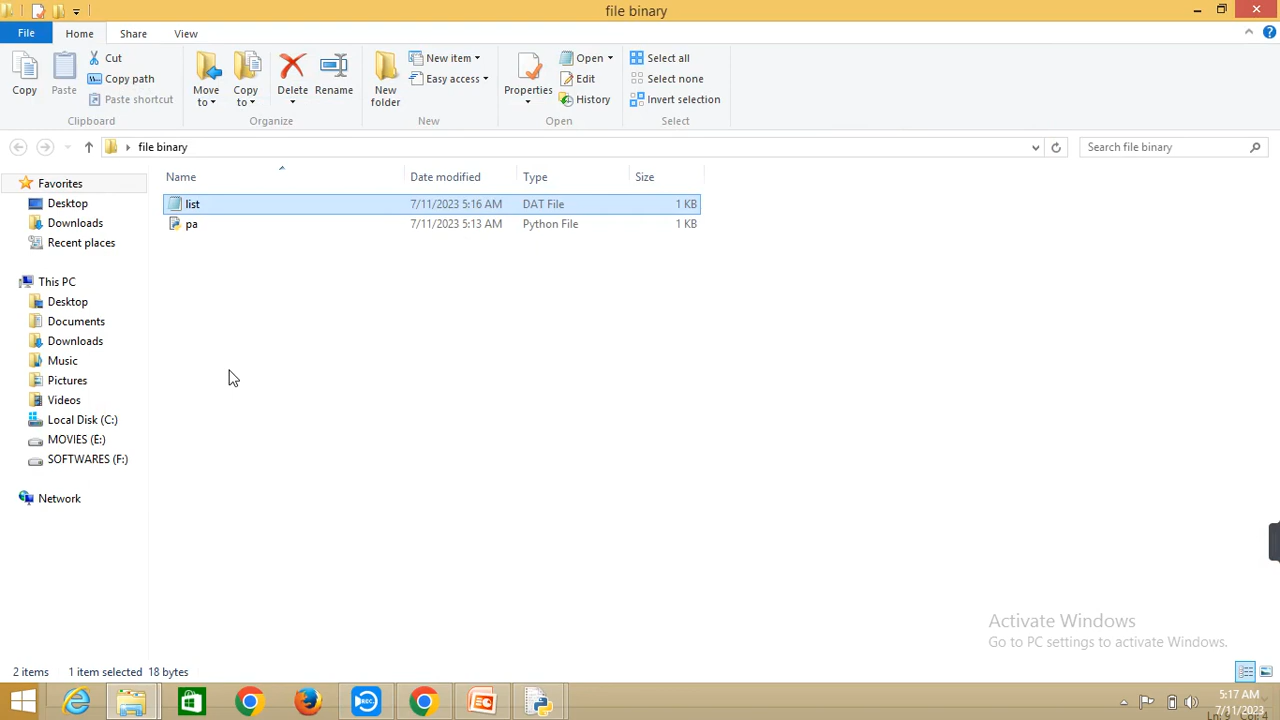 file binary
File Home Share View
Copy Paste Cut Copy path Paste shortcut Move to Copy to Delete Rename New folder New item Easy access Properties Open Edit History Select all Select none Invert selection
Clipboard Organize New Open Select
file binary Search file binary
Name Date modified Type Size
list 7/11/2023 5:16 AM DAT File 1 KB
pa 7/11/2023 5:13 AM Python File 1 KB
Favorites
Desktop
Downloads
Recent places
This PC
Desktop
Documents
Downloads
Music
Pictures
Videos
Local Disk (C:)
MOVIES (E:)
SOFTWARES (F:)
Network
Activate Windows
Go to PC settings to activate Windows.
2 items 1 item selected 18 bytes
REC
5:17 AM
7/11/2023